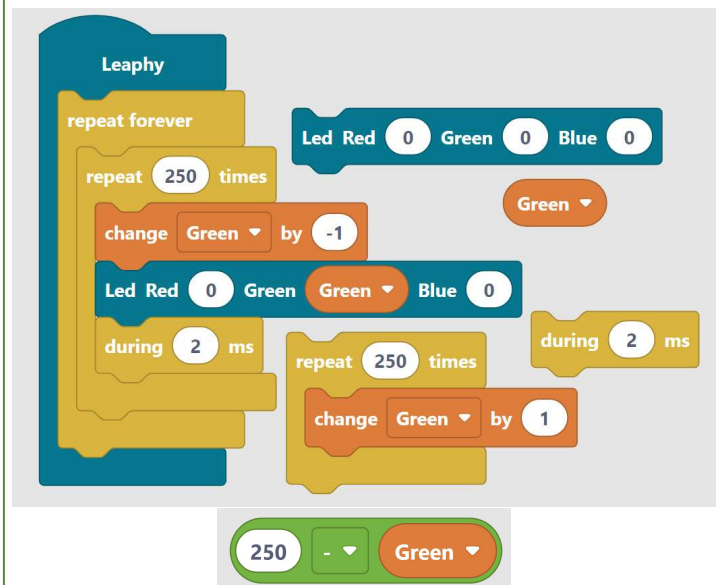 Leaphy
repeat forever
Led Red 0 Green 0 Blue 0
repeat 250 times
Green
change Green by -1
Led Red 0 Green Green Blue 0
during 2 ms
during 2 ms
repeat 250 times
change Green by 1
250 - Green